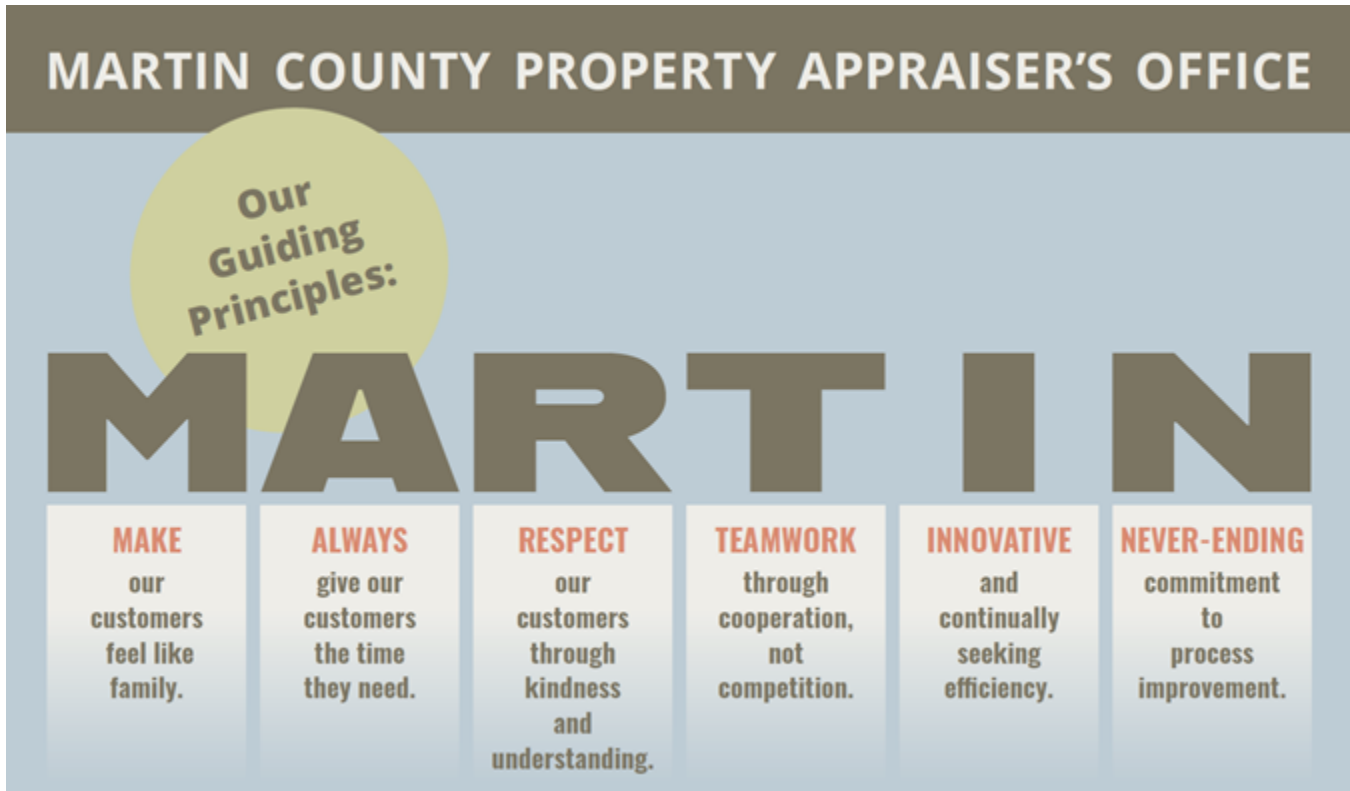 MARTIN COUNTY PROPERTY APPRAISER'S OFFICE
Our
Guiding
Principles:
MARTIN
MAKE
our
customers
feel like
family.
ALWAYS
give our
customers
the time
they need.
RESPECT
our
customers
through
kindness
and
understanding.
TEAMWORK
through
cooperation,
not
competition.
INNOVATIVE
and
continually
seeking
efficiency.
NEVER-ENDING
commitment
to
process
improvement.